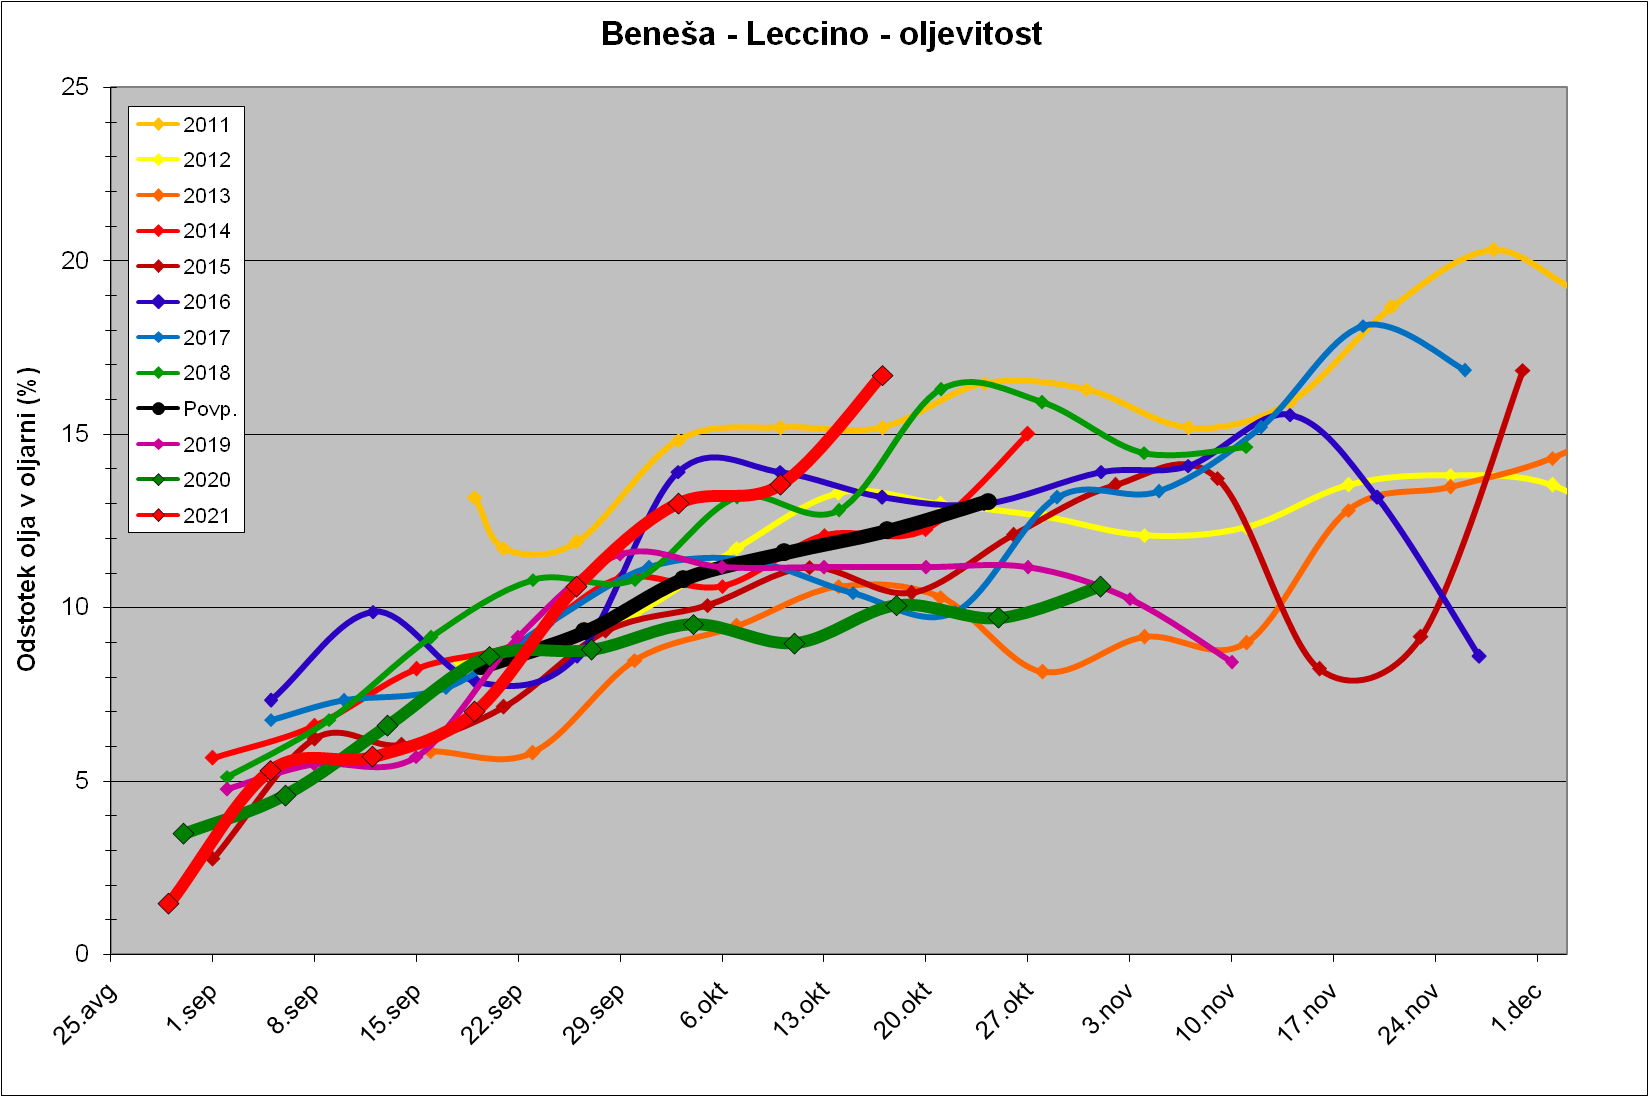 Beneša - Leccino - oljevitost
Odstotek olja v oljarni (%)
25
20
15
10
5
0
2011
2012
2013
2014
2015
2016
2017
2018
Povp.
2019
2020
2021
25.avg
1.sep
8.sep
15.sep
22.sep
29.sep
6.okt
13.okt
20.okt
27.okt
3.nov
10.nov
17.nov
24.nov
1.dec